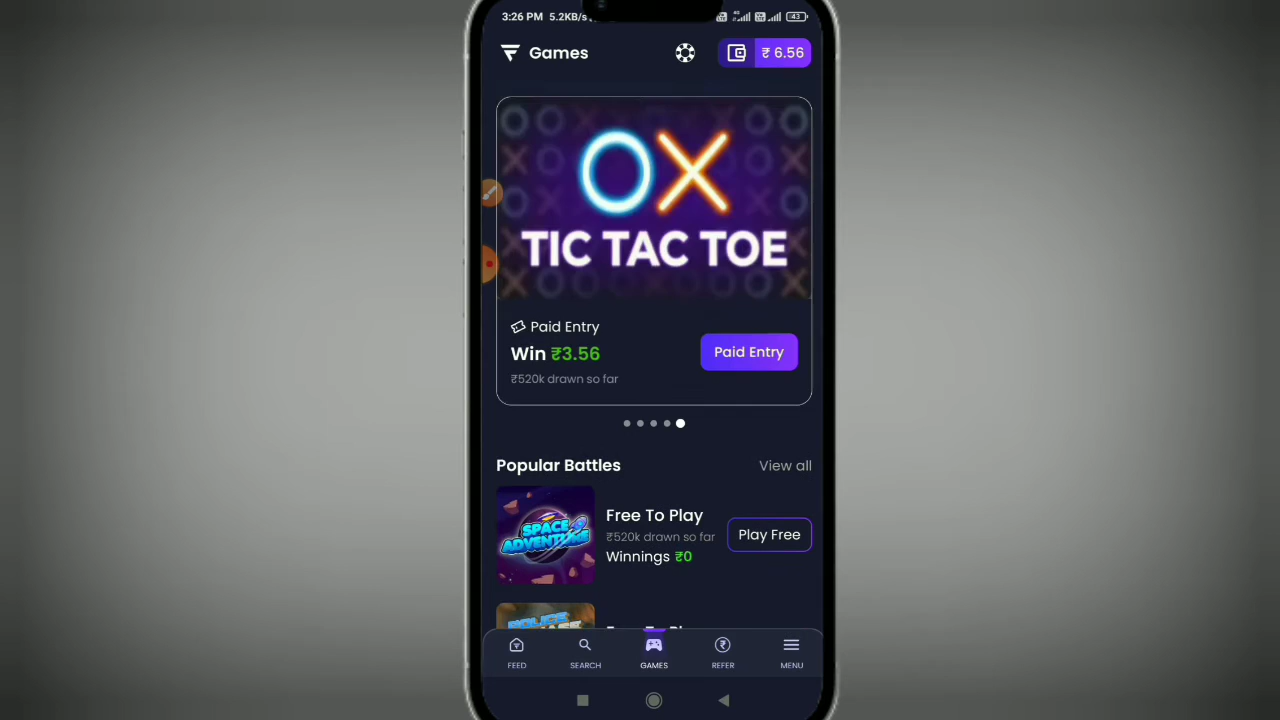 3:26 PM 5.2KB/s
Games
₹ 6.56
OX
TIC TAC TOE
Paid Entry
Win ₹3.56
Paid Entry
₹520k drawn so far
Popular Battles
View all
SPACE
ADVENTURE
Free To Play
₹520k drawn so far
Play Free
Winnings ₹0
POLICE
FEED
SEARCH
GAMES
REFER
MENU